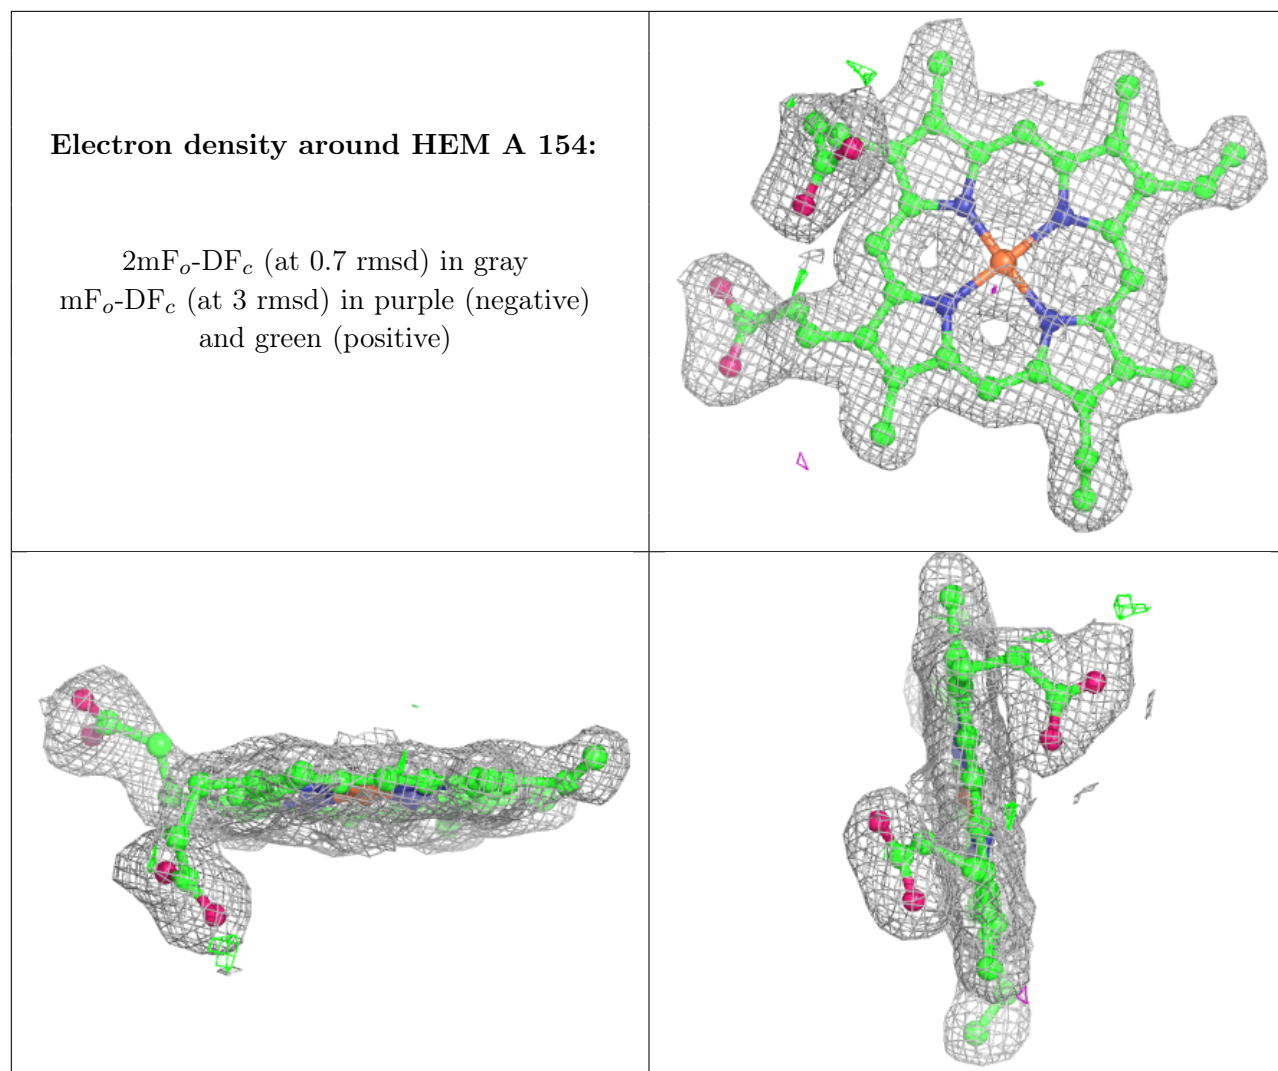 Electron density around HEM A 154:
2mFₒ-DF𝒸 (at 0.7 rmsd) in gray
mFₒ-DF𝒸 (at 3 rmsd) in purple (negative)
and green (positive)